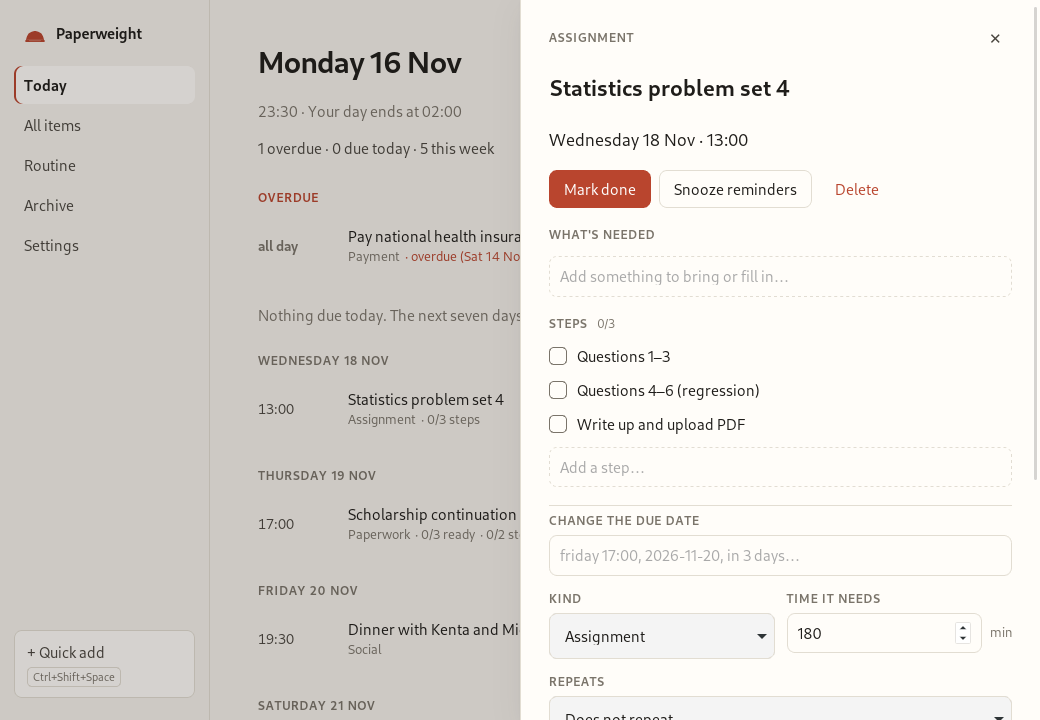 Paperweight
Today
All items
Routine
Archive
Settings
+ Quick add
Ctrl+Shift+Space
Monday 16 Nov
23:30 · Your day ends at 02:00
1 overdue · 0 due today · 5 this week
OVERDUE
all day
Pay national health insura
Payment · overdue (Sat 14 No
Nothing due today. The next seven days
WEDNESDAY 18 NOV
13:00
Statistics problem set 4
Assignment · 0/3 steps
THURSDAY 19 NOV
17:00
Scholarship continuation
Paperwork · 0/3 ready · 0/2 st
FRIDAY 20 NOV
19:30
Dinner with Kenta and Mi
Social
SATURDAY 21 NOV
ASSIGNMENT
×
Statistics problem set 4
Wednesday 18 Nov · 13:00
Mark done
Snooze reminders
Delete
WHAT'S NEEDED
Add something to bring or fill in…
STEPS 0/3
Questions 1–3
Questions 4–6 (regression)
Write up and upload PDF
Add a step…
CHANGE THE DUE DATE
friday 17:00, 2026-11-20, in 3 days…
KIND
Assignment
TIME IT NEEDS
180
min
REPEATS
Does not repeat